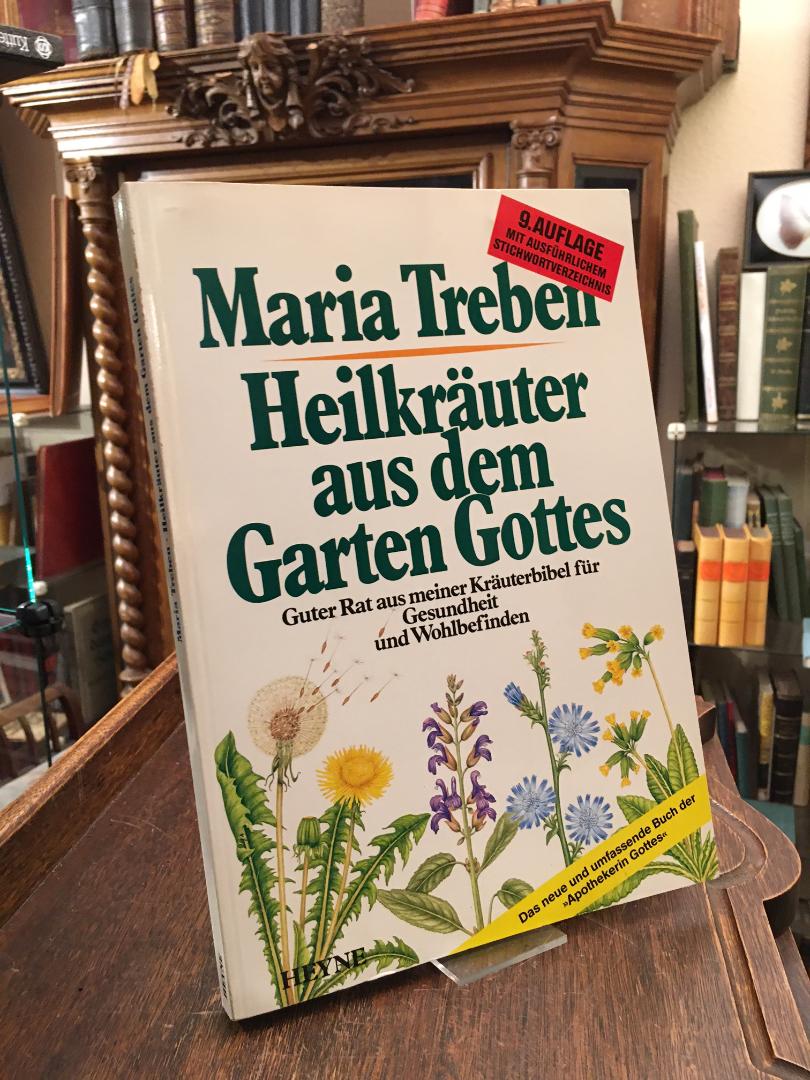 9. AUFLAGE
MIT AUSFÜHRLICHEM
STICHWORTVERZEICHNIS
Maria Treben
Heilkräuter
aus dem
Garten Gottes
Guter Rat aus meiner Kräuterbibel für
Gesundheit
und Wohlbefinden
Das neue und umfassende Buch der
»Apothekerin Gottes«
HEYNE
Maria Treben · Heilkräuter aus dem Garten Gottes
HEYNE